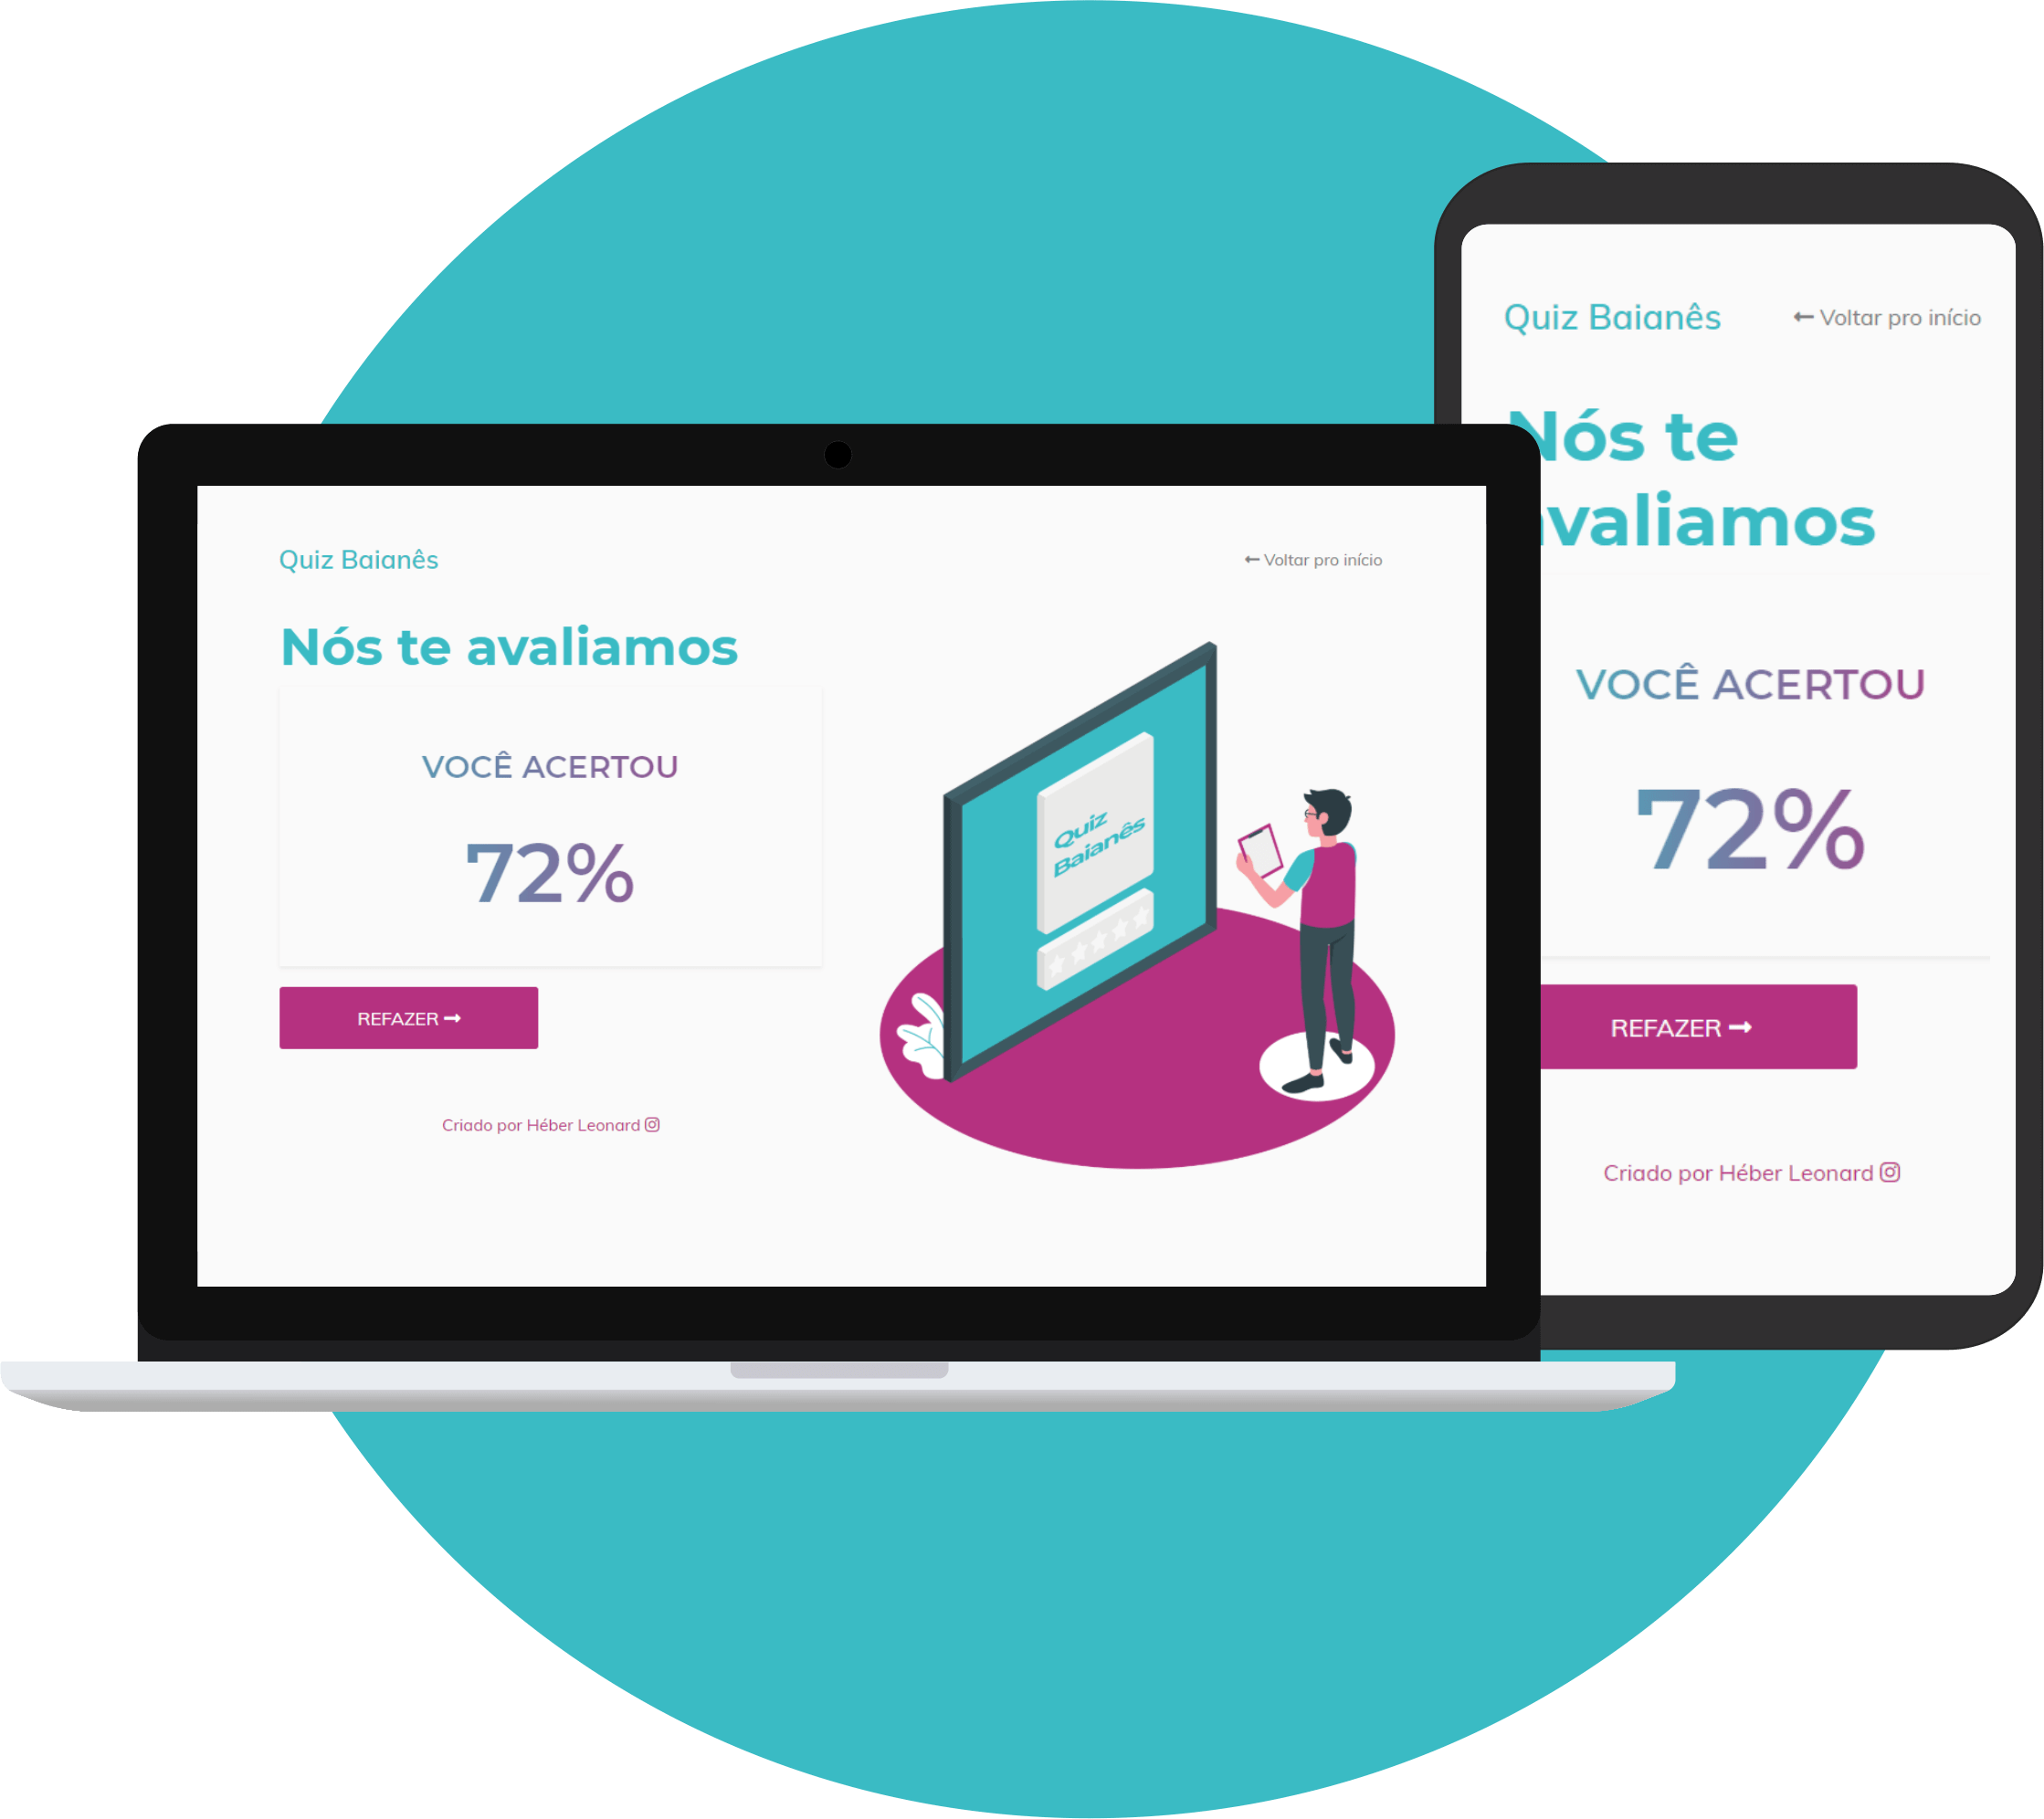 Quiz Baianês
← Voltar pro início
Nós te avaliamos
VOCÊ ACERTOU
72%
REFAZER →
Criado por Héber Leonard
Quiz
Baianês
Quiz Baianês
← Voltar pro início
Nós te
avaliamos
VOCÊ ACERTOU
72%
REFAZER →
Criado por Héber Leonard